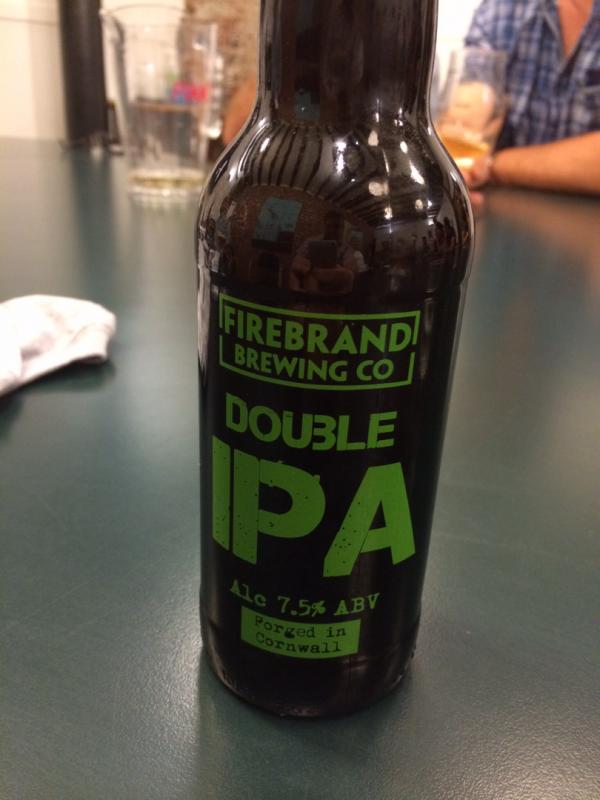 FIREBRAND
BREWING CO
DOUBLE
IPA
Alc 7.5% ABV
Forged in
Cornwall